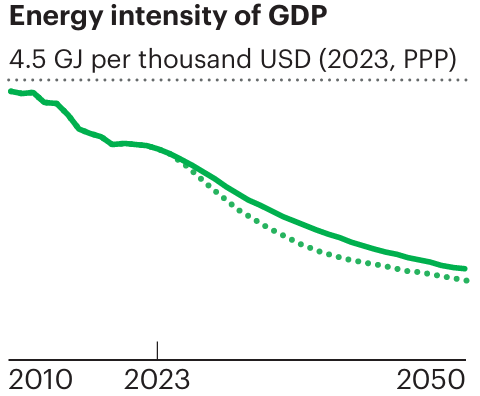 Energy intensity of GDP
4.5 GJ per thousand USD (2023, PPP)
2010 2023 2050